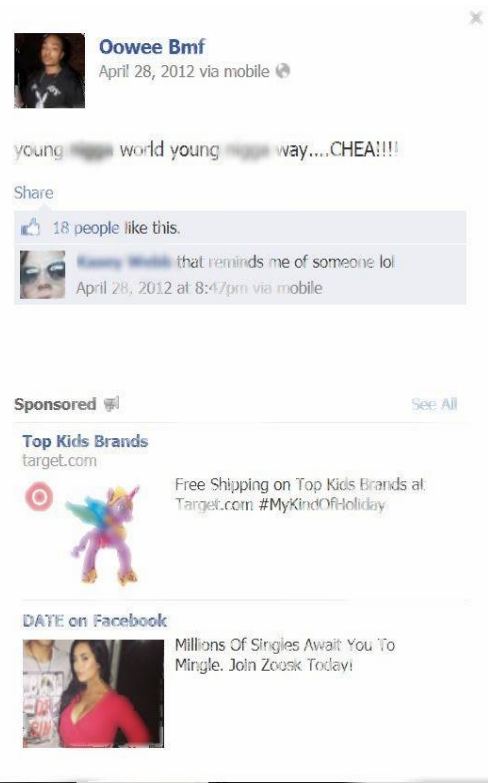 Oowee Bmf
April 28, 2012 via mobile
young world young way....CHEA!!!!
Share
18 people like this.
that reminds me of someone lol
April 28, 2012 at 8:47pm via mobile
Sponsored
See All
Top Kids Brands
target.com
Free Shipping on Top Kids Brands at
Target.com #MyKindOfHoliday
DATE on Facebook
Millions Of Singles Await You To
Mingle. Join Zoosk Today!